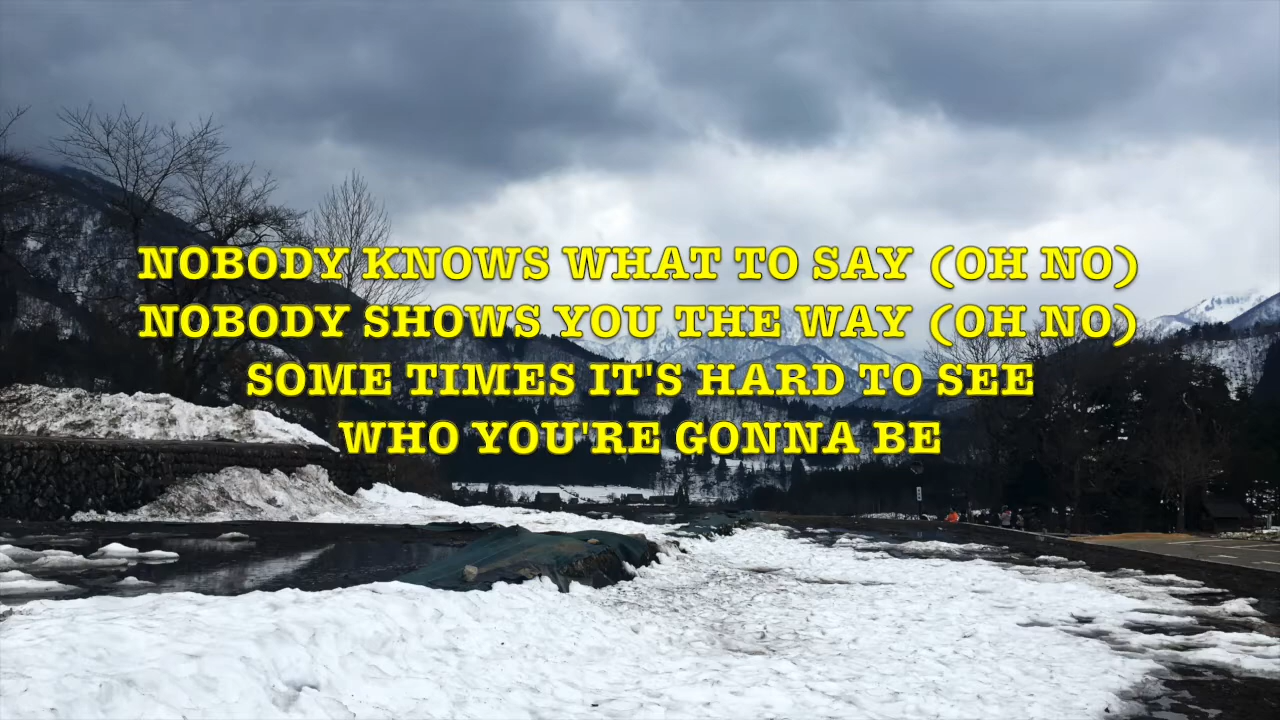 NOBODY KNOWS WHAT TO SAY (OH NO)
NOBODY SHOWS YOU THE WAY (OH NO)
SOME TIMES IT'S HARD TO SEE
WHO YOU'RE GONNA BE